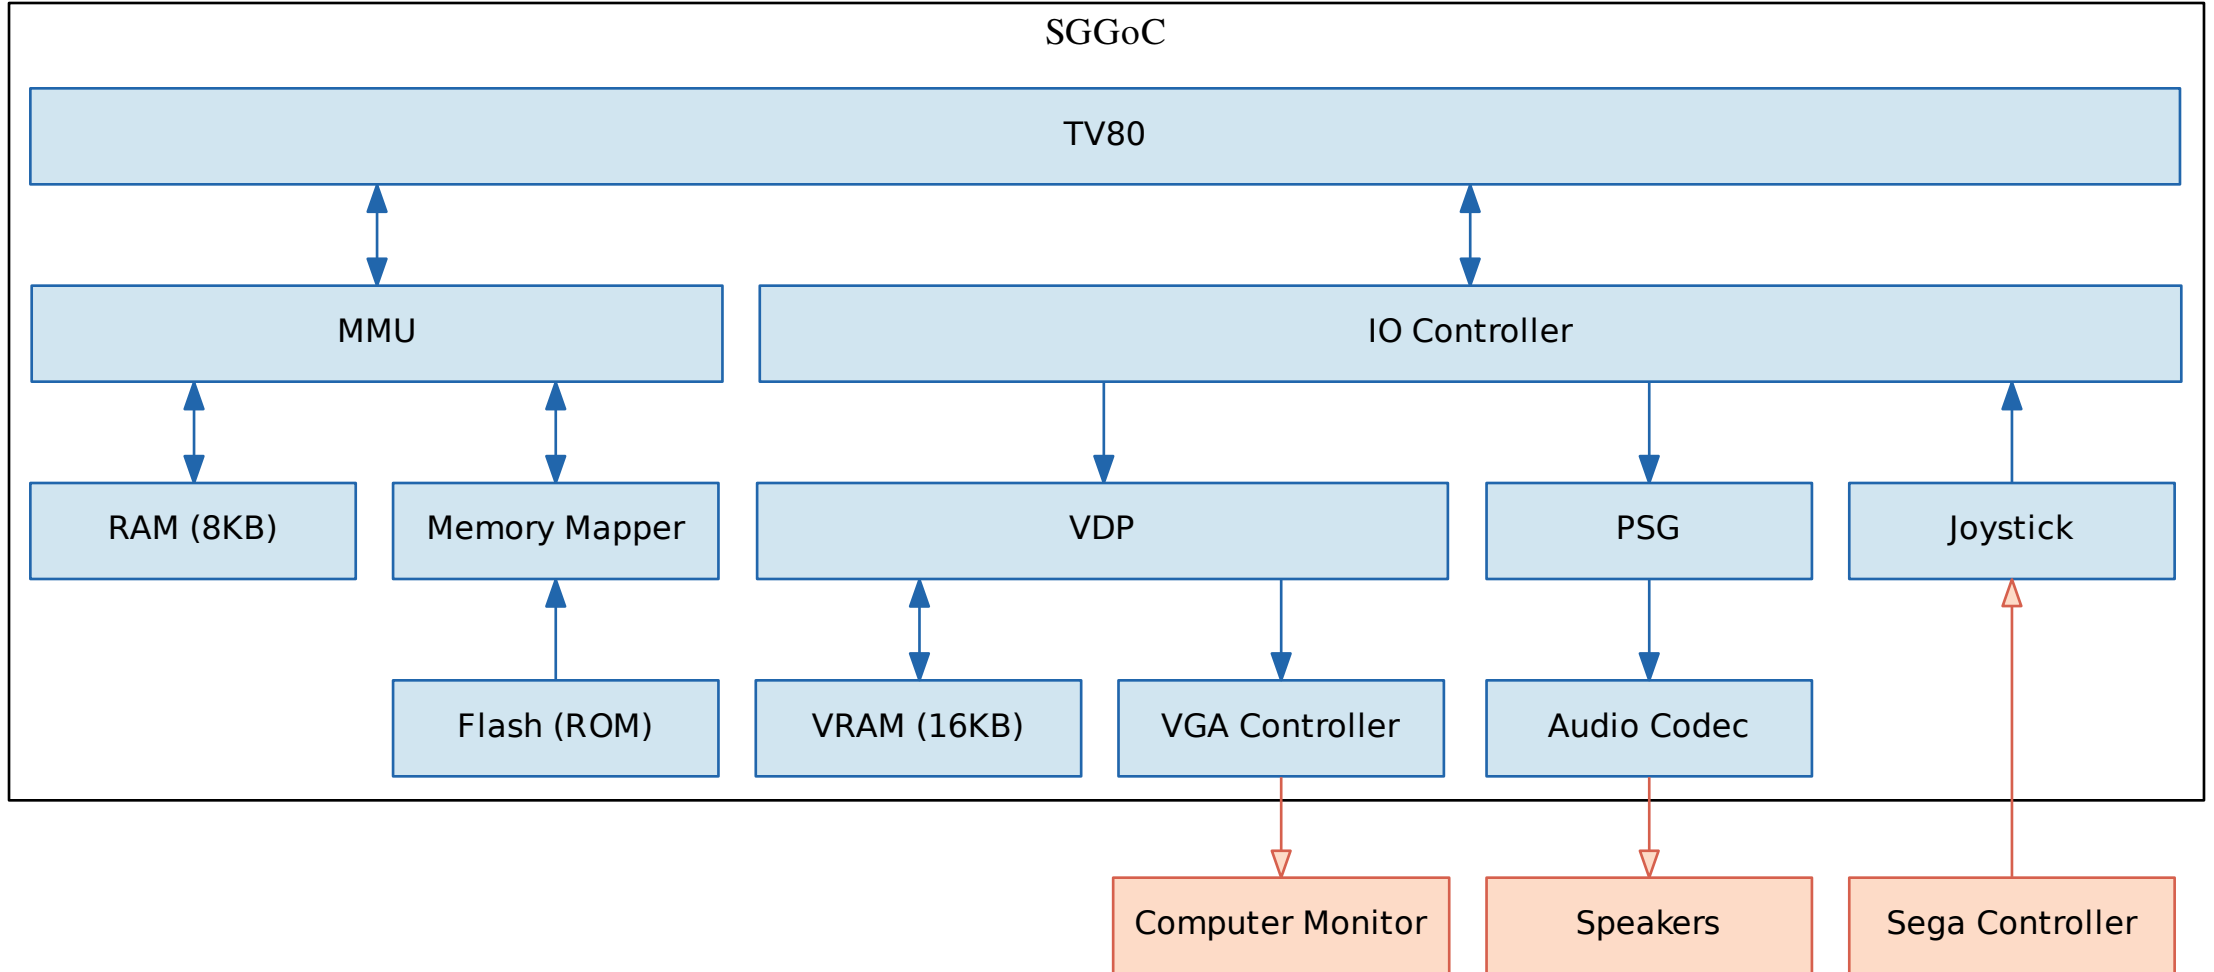 SGGoC
TV80
MMU
IO Controller
RAM (8KB)
Memory Mapper
VDP
PSG
Joystick
Flash (ROM)
VRAM (16KB)
VGA Controller
Audio Codec
Computer Monitor
Speakers
Sega Controller